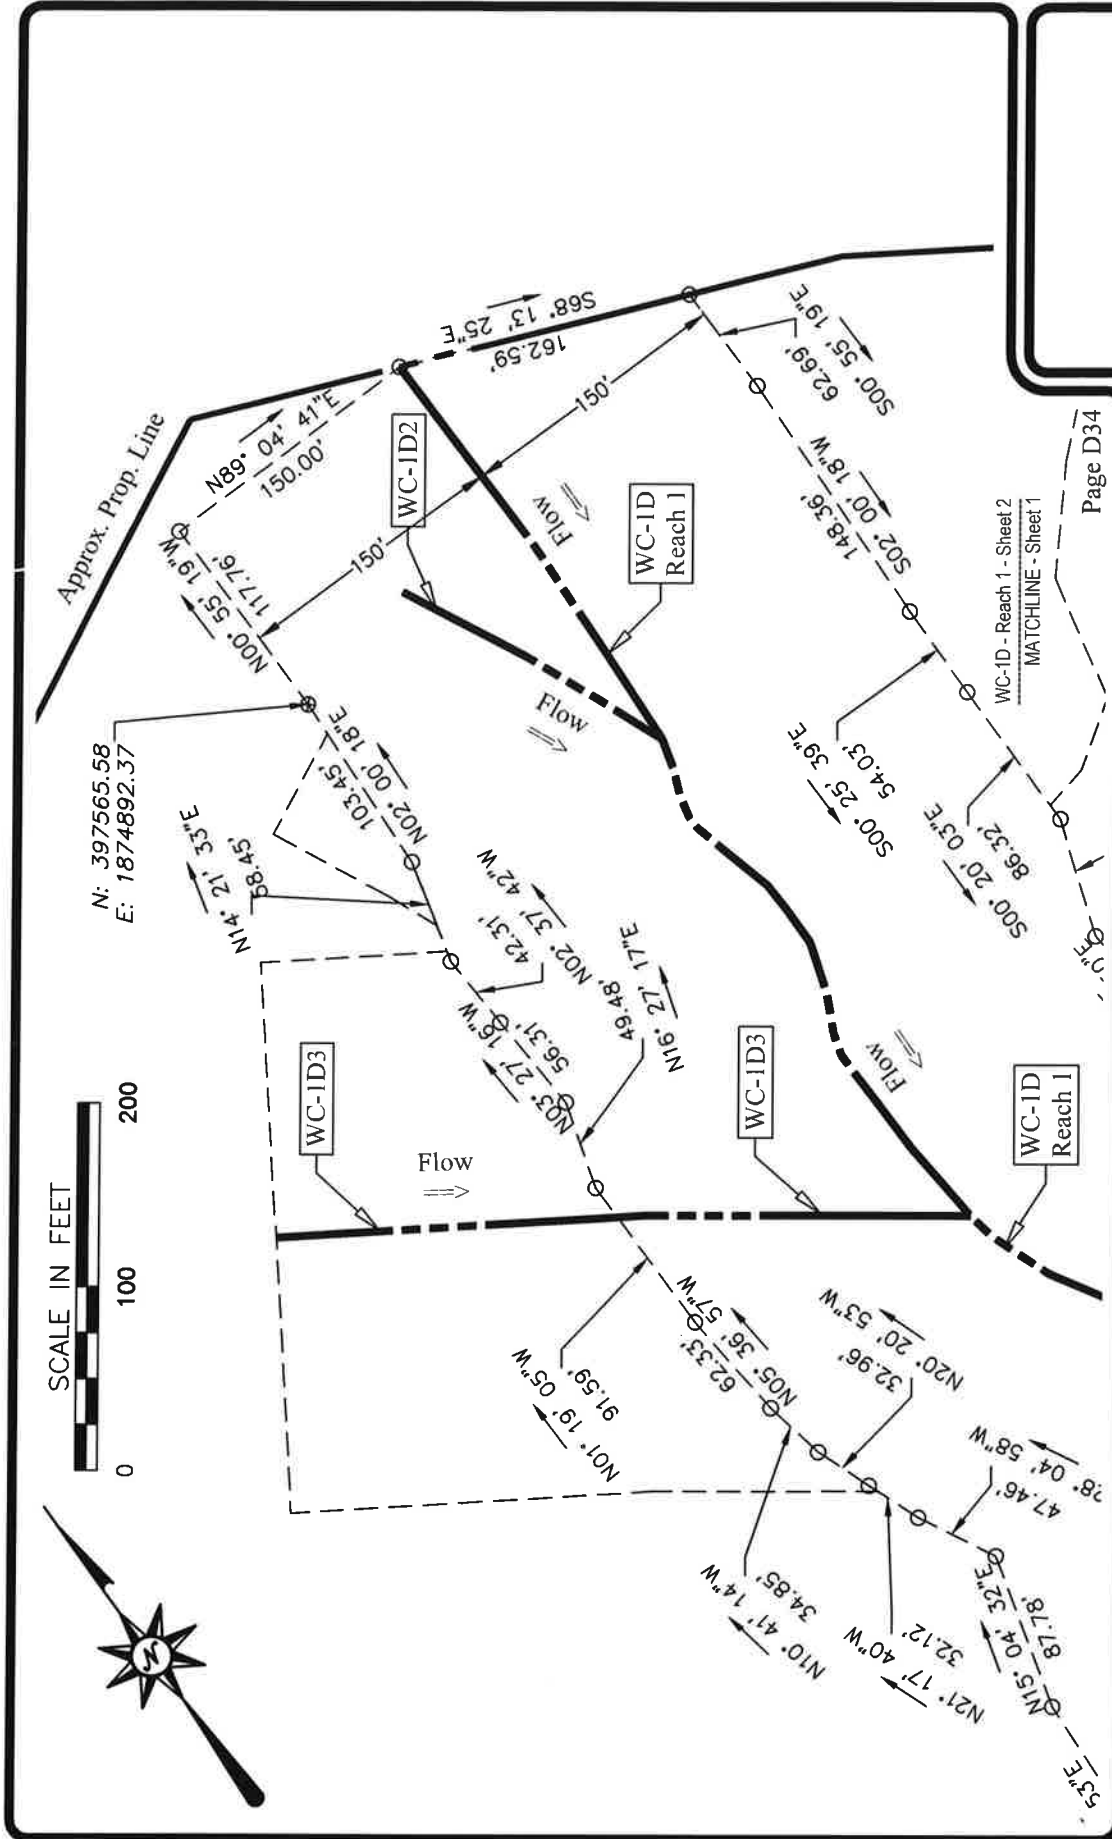 SCALE IN FEET
0
100
200
N
N: 397565.58
E: 1874892.37
Approx. Prop. Line
N89° 04' 41"E
150.00'
S68° 13' 25"E
162.59'
N00° 55' 19"W
117.76'
150'
150'
WC-1D2
Flow
WC-1D
Reach 1
62.69'
S00° 55' 19"E
148.36'
S02° 00' 18"W
N02° 00' 18"E
103.45'
N14° 21' 33"E
58.45'
Flow
N02° 37' 42"W
42.31'
N03° 27' 16"W
56.31'
N16° 27' 17"E
49.48'
S00° 25' 39"E
54.03'
S00° 20' 03"E
86.32'
WC-1D - Reach 1 - Sheet 2
MATCHLINE - Sheet 1
Page D34
0"E
WC-1D3
Flow
WC-1D3
Flow
WC-1D
Reach 1
N01° 19' 05"W
91.59'
N05° 36' 57"W
62.33'
N20° 20' 53"W
32.96'
N10° 41' 14"W
34.85'
N21° 17' 40"W
32.12'
8° 04' 58"W
47.46'
N15° 04' 32"E
87.78'
53"E